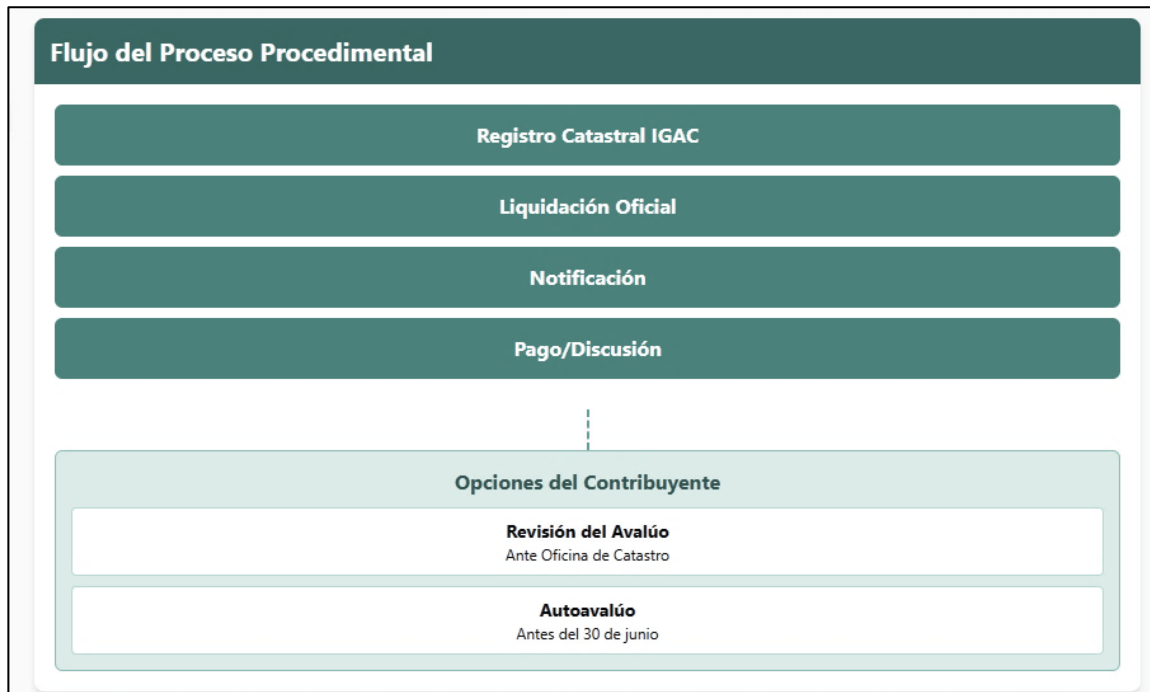 Flujo del Proceso Procedimental
Registro Catastral IGAC
Liquidación Oficial
Notificación
Pago/Discusión
Opciones del Contribuyente
Revisión del Avalúo
Ante Oficina de Catastro
Autoavalúo
Antes del 30 de junio